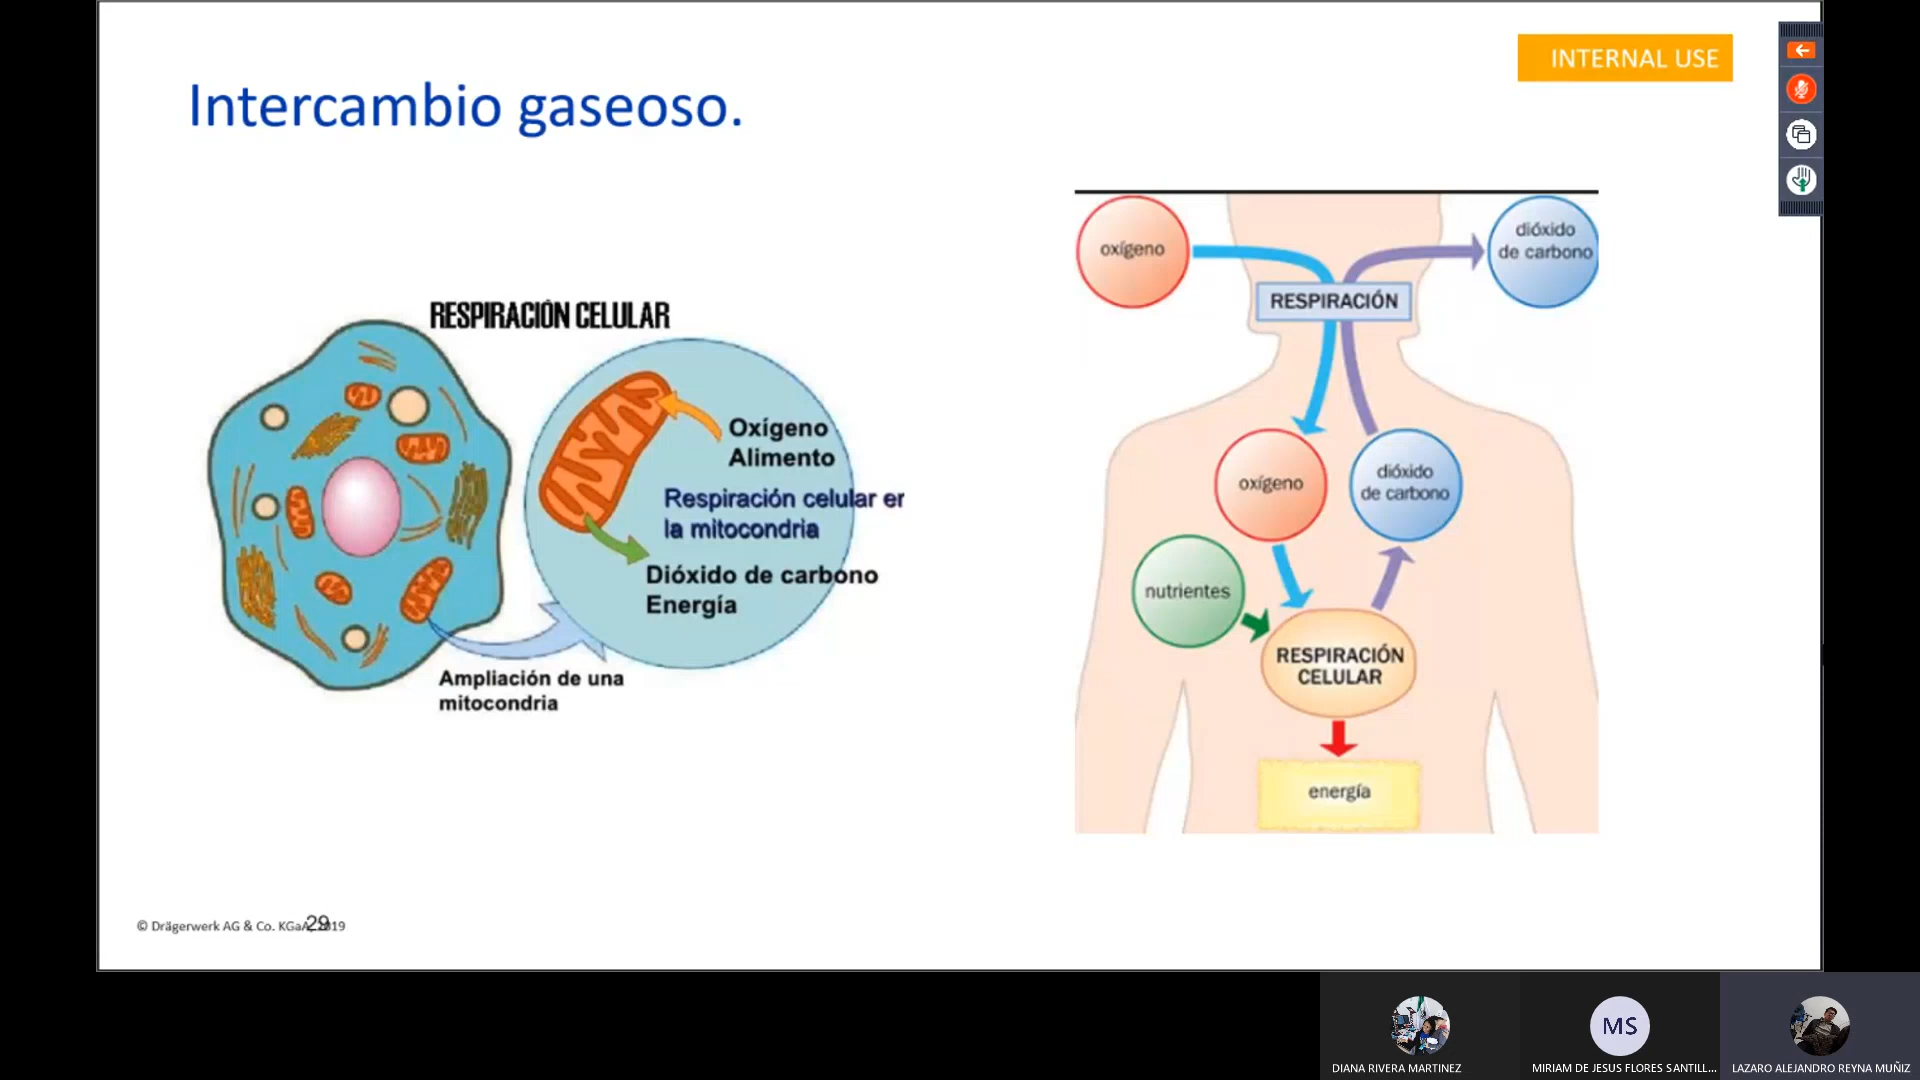 INTERNAL USE
Intercambio gaseoso.
RESPIRACIÓN CELULAR
Oxígeno
Alimento
Respiración celular er
la mitocondria
Dióxido de carbono
Energía
Ampliación de una
mitocondria
oxígeno
dióxido
de carbono
RESPIRACIÓN
oxígeno
dióxido
de carbono
nutrientes
RESPIRACIÓN
CELULAR
energía
© Drägerwerk AG & Co. KGaA, 2019
29
MS
DIANA RIVERA MARTINEZ
MIRIAM DE JESUS FLORES SANTILL...
LAZARO ALEJANDRO REYNA MUÑIZ